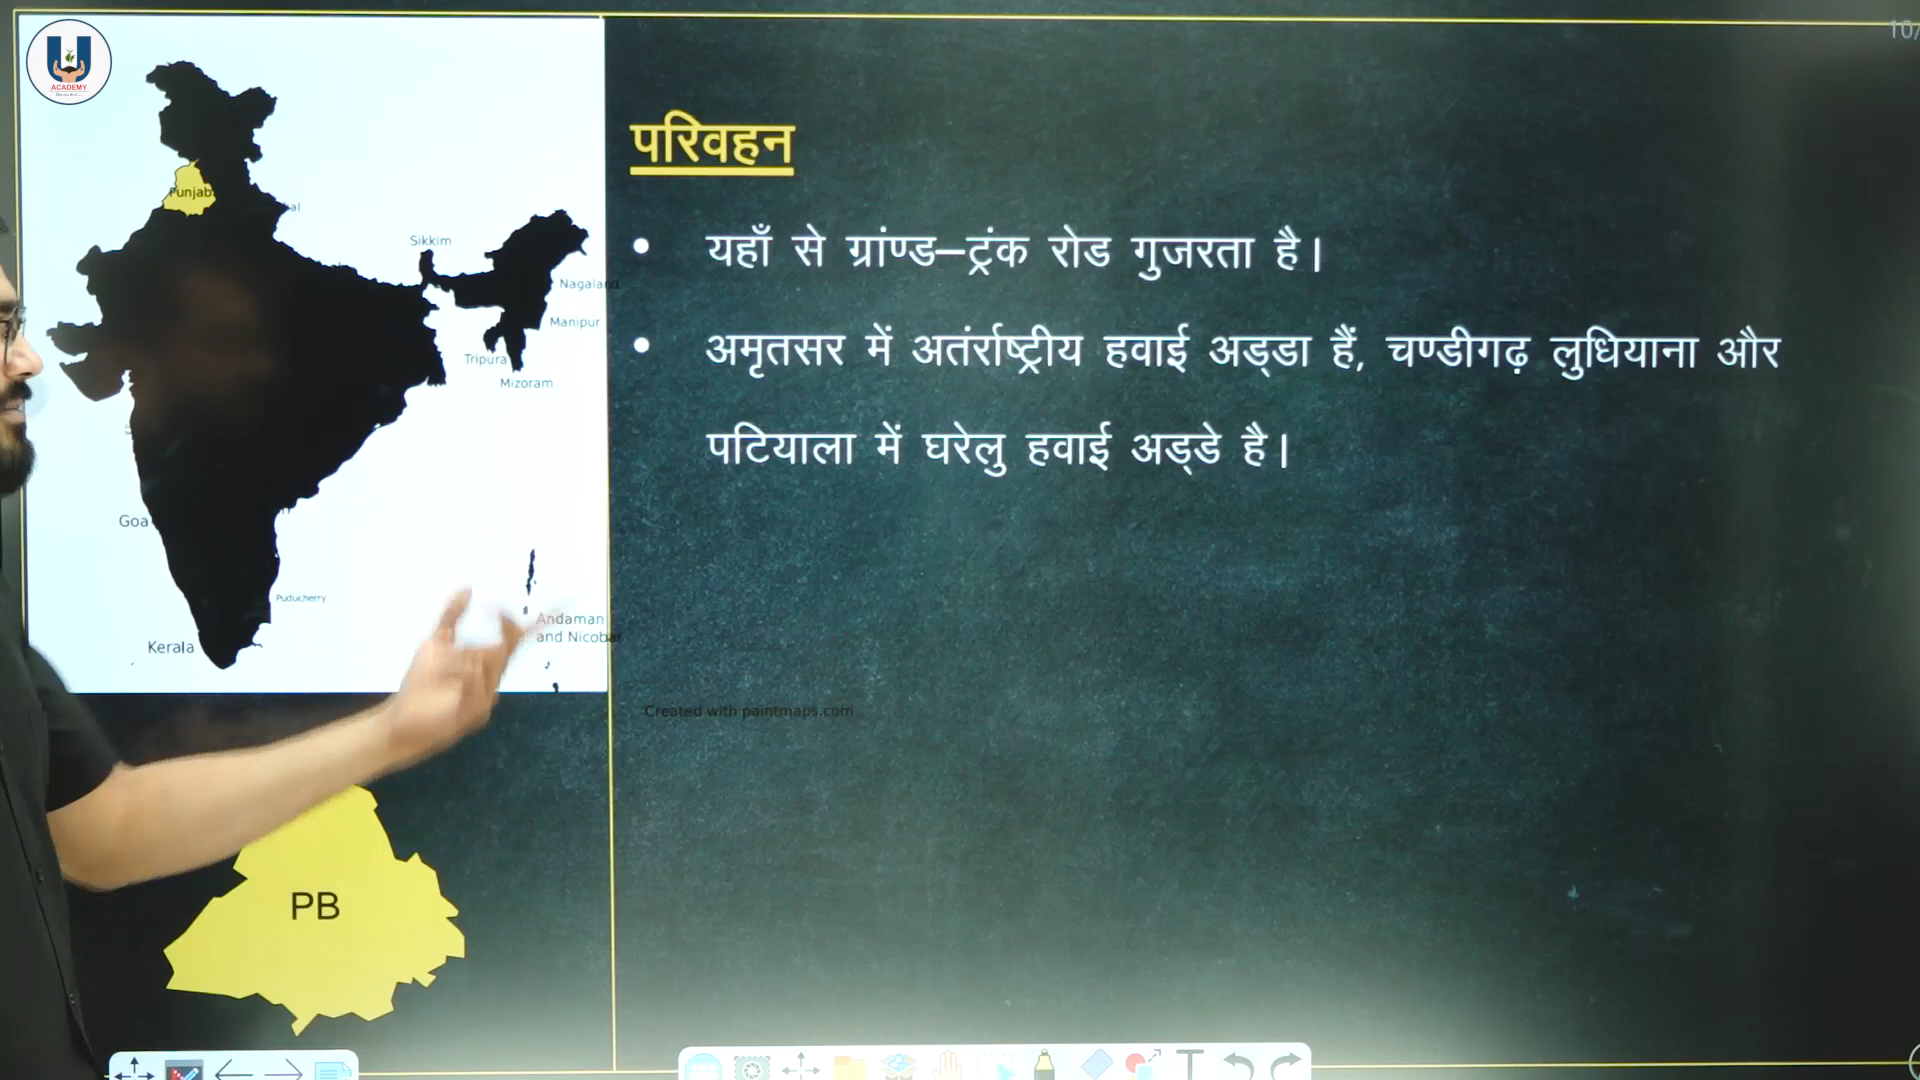 ACADEMY
10/
परिवहन
Punjab
Sikkim
Nagaland
Manipur
Tripura
Mizoram
Goa
Puducherry
Kerala
Andaman
and Nicobar
• यहाँ से ग्रांण्ड–ट्रंक रोड गुजरता है।
• अमृतसर में अतंर्राष्ट्रीय हवाई अड्डा हैं, चण्डीगढ़ लुधियाना और
पटियाला में घरेलु हवाई अड्डे है।
Created with paintmaps.com
PB
T